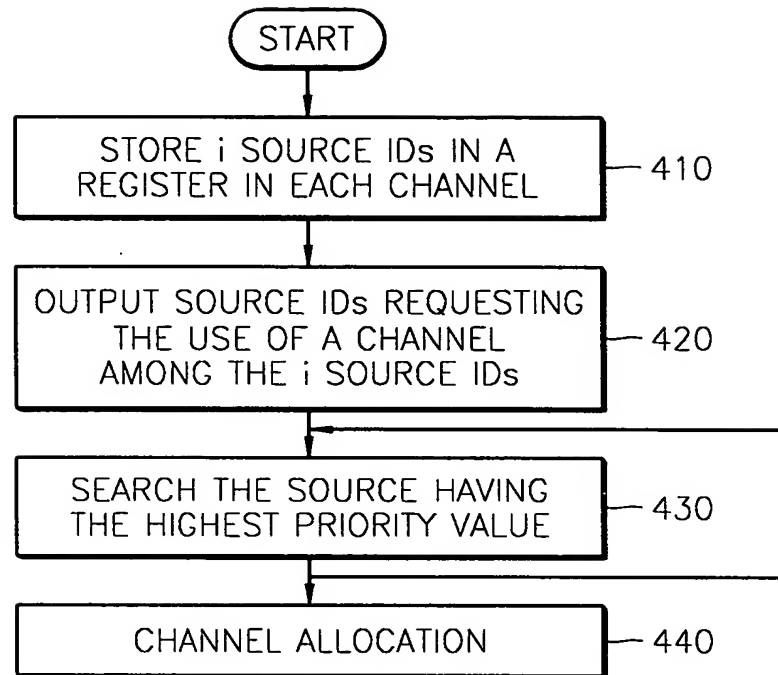 START
STORE i SOURCE IDs IN A
REGISTER IN EACH CHANNEL
410
OUTPUT SOURCE IDs REQUESTING
THE USE OF A CHANNEL
AMONG THE i SOURCE IDs
420
SEARCH THE SOURCE HAVING
THE HIGHEST PRIORITY VALUE
430
CHANNEL ALLOCATION
440